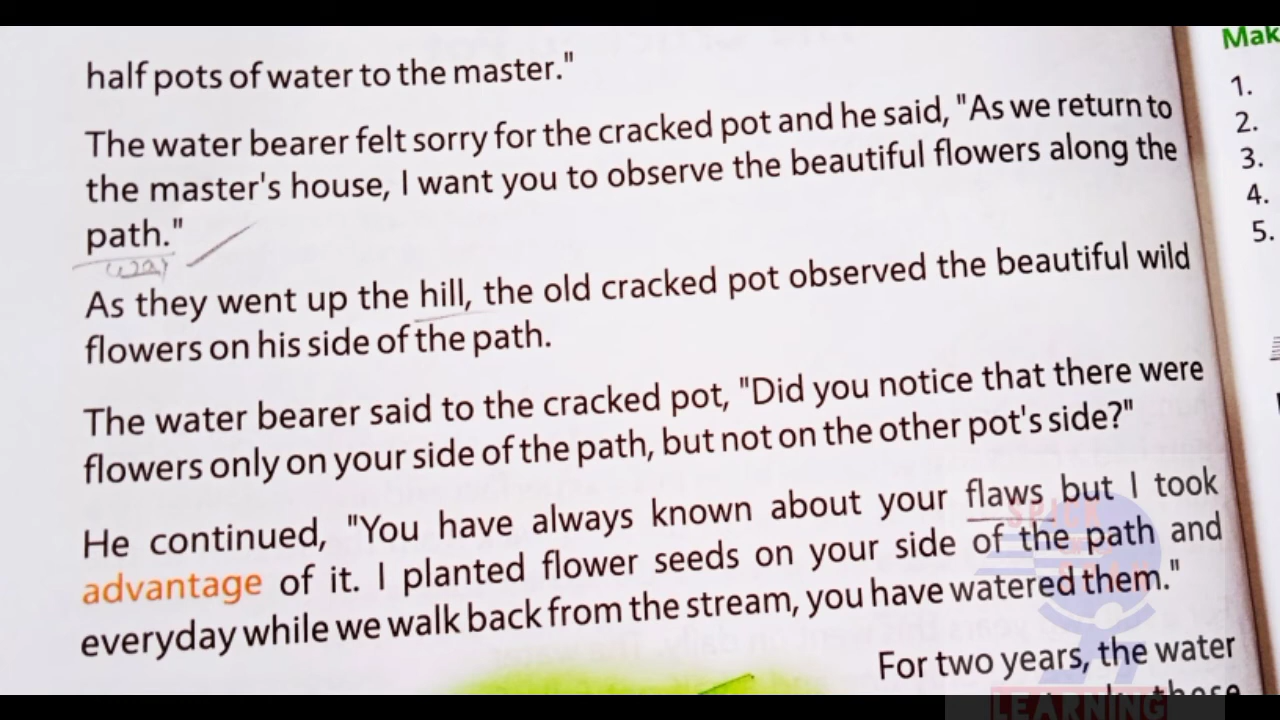 half pots of water to the master."
The water bearer felt sorry for the cracked pot and he said, "As we return to
the master's house, I want you to observe the beautiful flowers along the
path."
way
As they went up the hill, the old cracked pot observed the beautiful wild
flowers on his side of the path.
The water bearer said to the cracked pot, "Did you notice that there were
flowers only on your side of the path, but not on the other pot's side?"
He continued, "You have always known about your flaws but I took
advantage of it. I planted flower seeds on your side of the path and
everyday while we walk back from the stream, you have watered them."
For two years, the water
those
LEARNING
Mak
1.
2.
3.
4.
5.